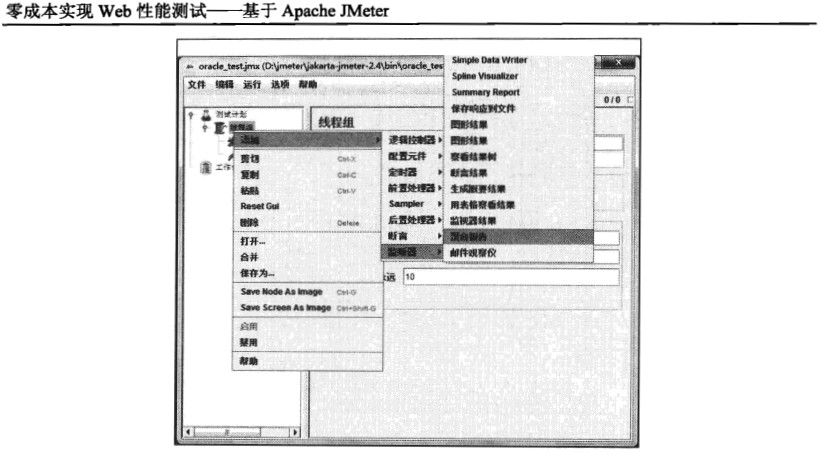 零成本实现 Web 性能测试——基于 Apache JMeter
oracle_test.jmx (D:\jmeter\jakarta-jmeter-2.4\bin\oracle_tes
文件 编辑 运行 选项 帮助
0 / 0
测试计划
线程组
线程组
工作
添加
剪切 Ctrl-X
复制 Ctrl-C
粘贴 Ctrl-V
Reset Gui
删除 Delete
打开...
合并
保存为...
Save Node As Image Ctrl-G
Save Screen As Image Ctrl+Shift-G
启用
禁用
帮助
逻辑控制器
配置元件
定时器
前置处理器
Sampler
后置处理器
断言
监听器
Simple Data Writer
Spline Visualizer
Summary Report
保存响应到文件
图形结果
图形结果
察看结果树
断言结果
生成概要结果
用表格察看结果
监视器结果
聚合报告
邮件观察仪
远 10